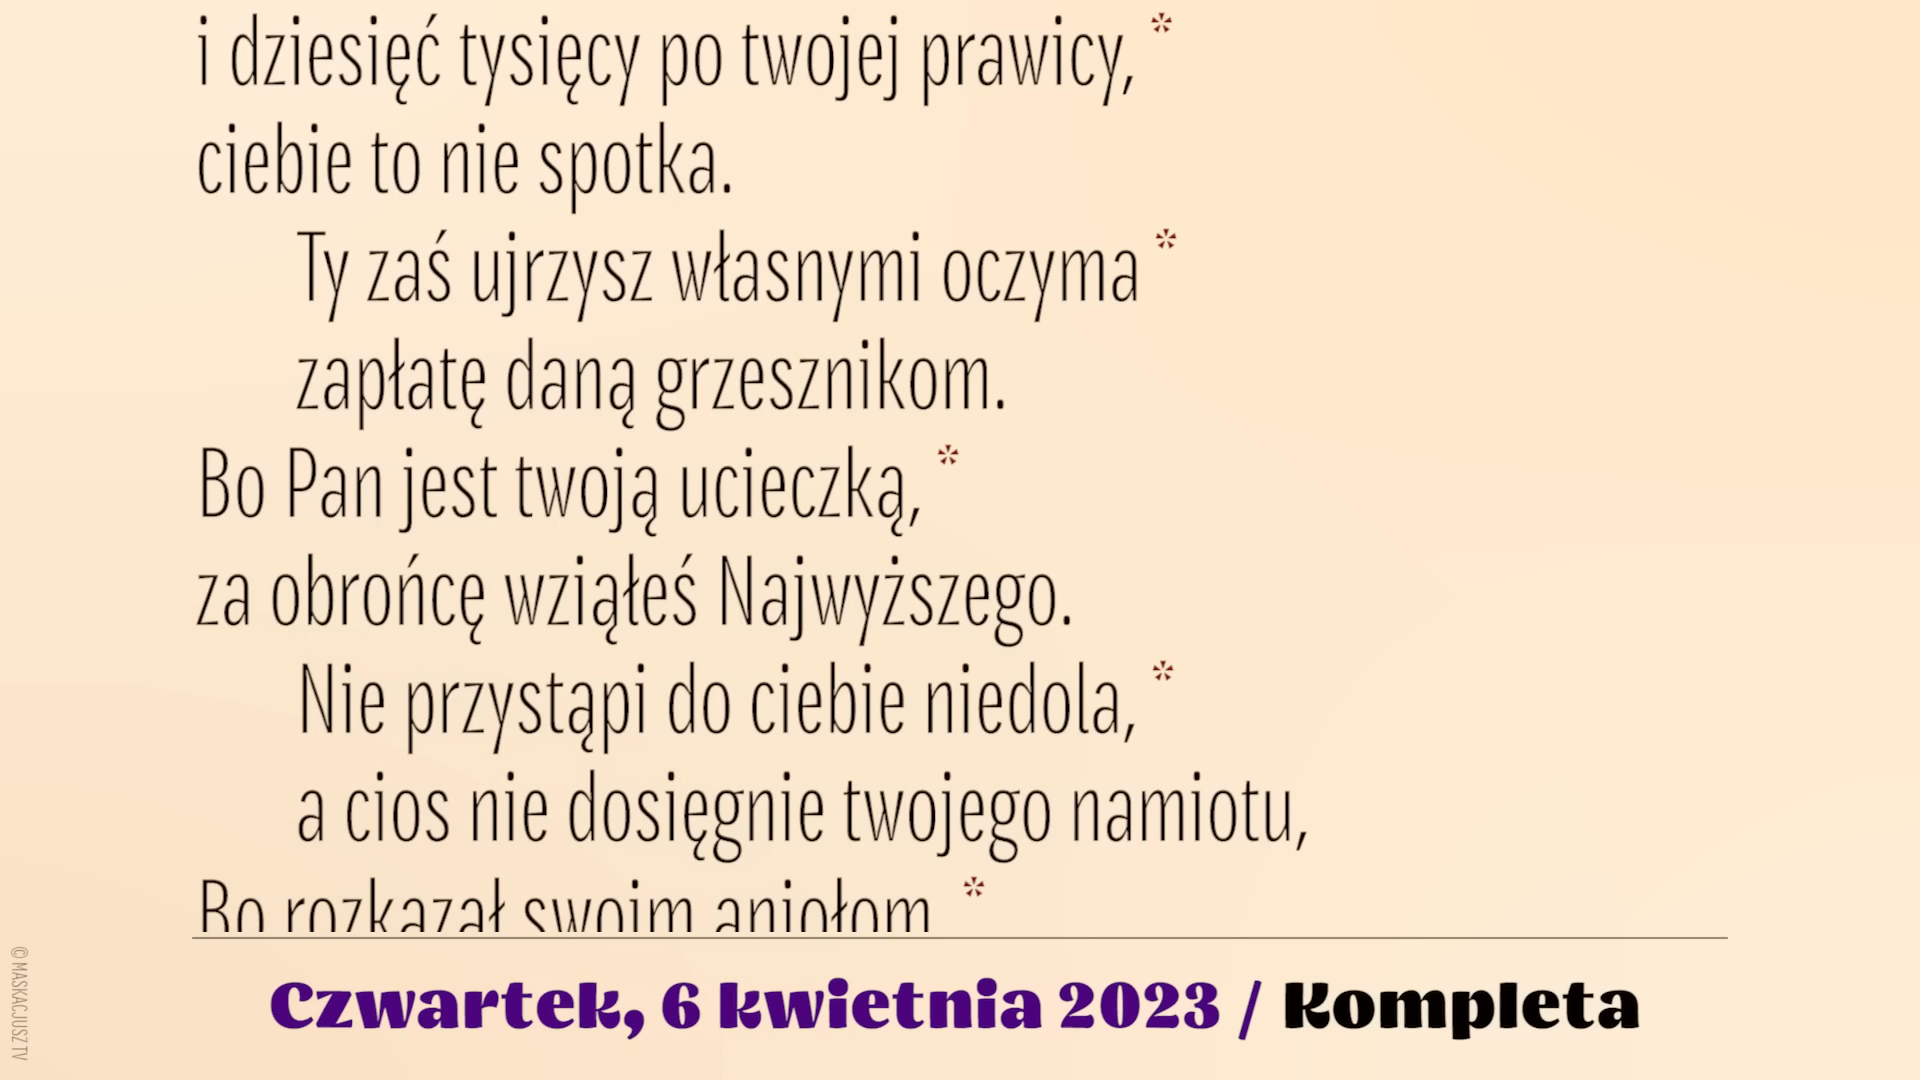 i dziesięć tysięcy po twojej prawicy, *
ciebie to nie spotka.
Ty zaś ujrzysz własnymi oczyma *
zapłatę daną grzesznikom.
Bo Pan jest twoją ucieczką, *
za obrońcę wziąłeś Najwyższego.
Nie przystąpi do ciebie niedola, *
a cios nie dosięgnie twojego namiotu,
Bo rozkazał swoim aniołom *
Czwartek, 6 kwietnia 2023 / Kompleta
© MASKACJUSZ TV